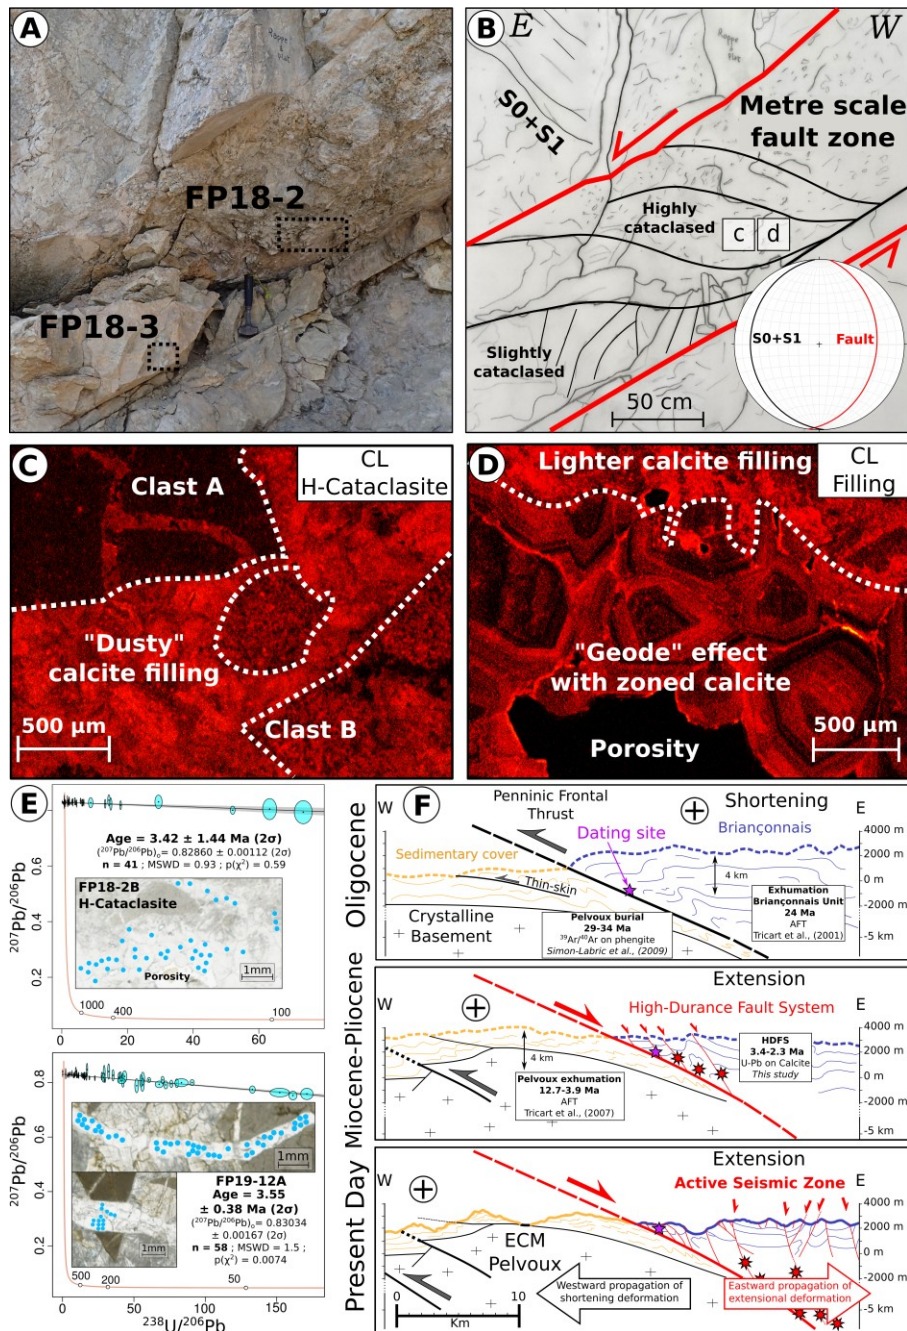 A
Roppe
& Plat
FP18-2
FP18-3
B
E
W
S0+S1
Roppe
& Plat
Metre scale
fault zone
Highly
cataclased
c
d
Slightly
cataclased
50 cm
S0+S1
Fault
C
CL
H-Cataclasite
Clast A
"Dusty"
calcite filling
Clast B
500 µm
D
CL
Filling
Lighter calcite filling
"Geode" effect
with zoned calcite
Porosity
500 µm
E
²⁰⁷Pb/²⁰⁶Pb
0.8
0.6
0.4
0.2
Age = 3.42 ± 1.44 Ma (2σ)
(²⁰⁷Pb/²⁰⁶Pb)₀= 0.82860 ± 0.00112 (2σ)
n = 41 ; MSWD = 0.93 ; p(χ²) = 0.59
FP18-2B
H-Cataclasite
Porosity
1mm
1000
400
100
0
20
40
60
²⁰⁷Pb/²⁰⁶Pb
0.8
0.6
0.4
0.2
1mm
1mm
FP19-12A
Age = 3.55
± 0.38 Ma (2σ)
(²⁰⁷Pb/²⁰⁶Pb)₀= 0.83034
± 0.00167 (2σ)
n = 58 ; MSWD = 1.5 ;
p(χ²) = 0.0074
500
200
50
0
50
100
150
²³⁸U/²⁰⁶Pb
F
Oligocene
W
E
Penninic Frontal
Thrust
Shortening
Dating site
Briançonnais
Sedimentary cover
Thin-skin
Crystalline
Basement
4 km
Pelvoux burial
29-34 Ma
³⁹Ar/⁴⁰Ar on phengite
Simon-Labric et al., (2009)
Exhumation
Briançonnais Unit
24 Ma
AFT
Tricart et al., (2001)
4000 m
2000 m
0 m
-2000 m
-5 km
Miocene-Pliocene
W
E
Extension
High-Durance Fault System
4 km
Pelvoux exhumation
12.7-3.9 Ma
AFT
Tricart et al., (2007)
HDFS
3.4-2.3 Ma
U-Pb on Calcite
This study
4000 m
2000 m
0 m
-2000 m
-5 km
Present Day
W
E
Extension
Active Seismic Zone
ECM
Pelvoux
Westward propagation of
shortening deformation
Eastward propagation of
extensional deformation
0
10
Km
4000 m
2000 m
0 m
-2000 m
-5 km